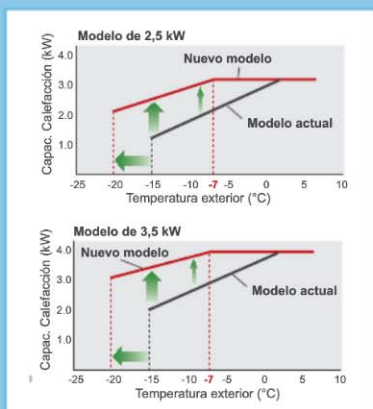 Modelo de 2,5 kW
Capac. Calefacción (kW)
4.0
3.0
2.0
1.0
Nuevo modelo
Modelo actual
-25 -20 -15 -10 -7 -5 0 5 10
Temperatura exterior (°C)
Modelo de 3,5 kW
Capac. Calefacción (kW)
4.0
3.0
2.0
1.0
Nuevo modelo
Modelo actual
-25 -20 -15 -10 -7 -5 0 5 10
Temperatura exterior (°C)